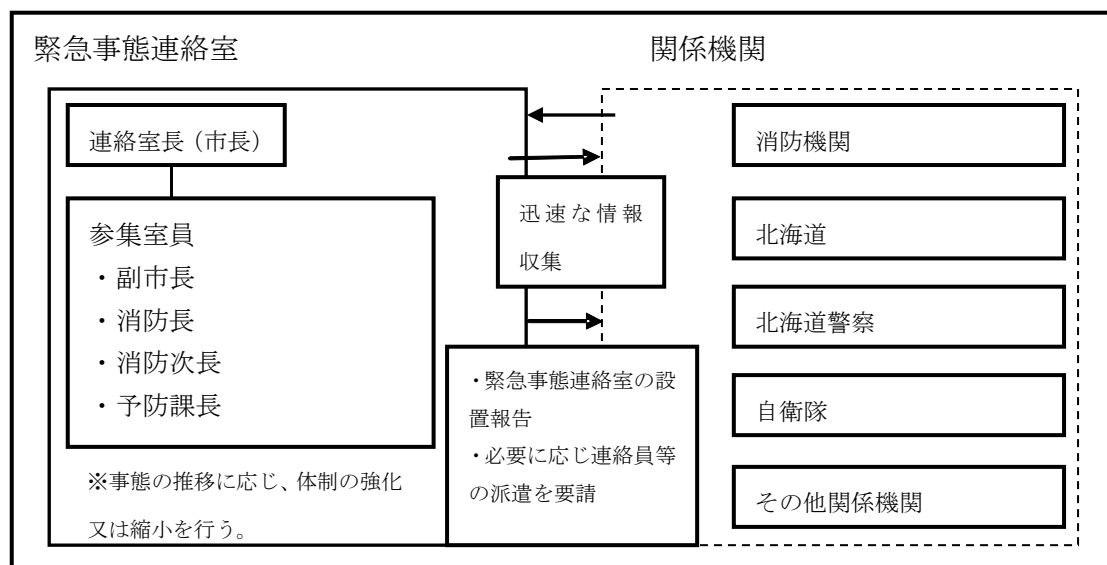 緊急事態連絡室
関係機関
連絡室長（市長）
参集室員
・副市長
・消防長
・消防次長
・予防課長
※事態の推移に応じ、体制の強化
又は縮小を行う。
迅速な情報
収集
・緊急事態連絡室の設
置報告
・必要に応じ連絡員等
の派遣を要請
消防機関
北海道
北海道警察
自衛隊
その他関係機関